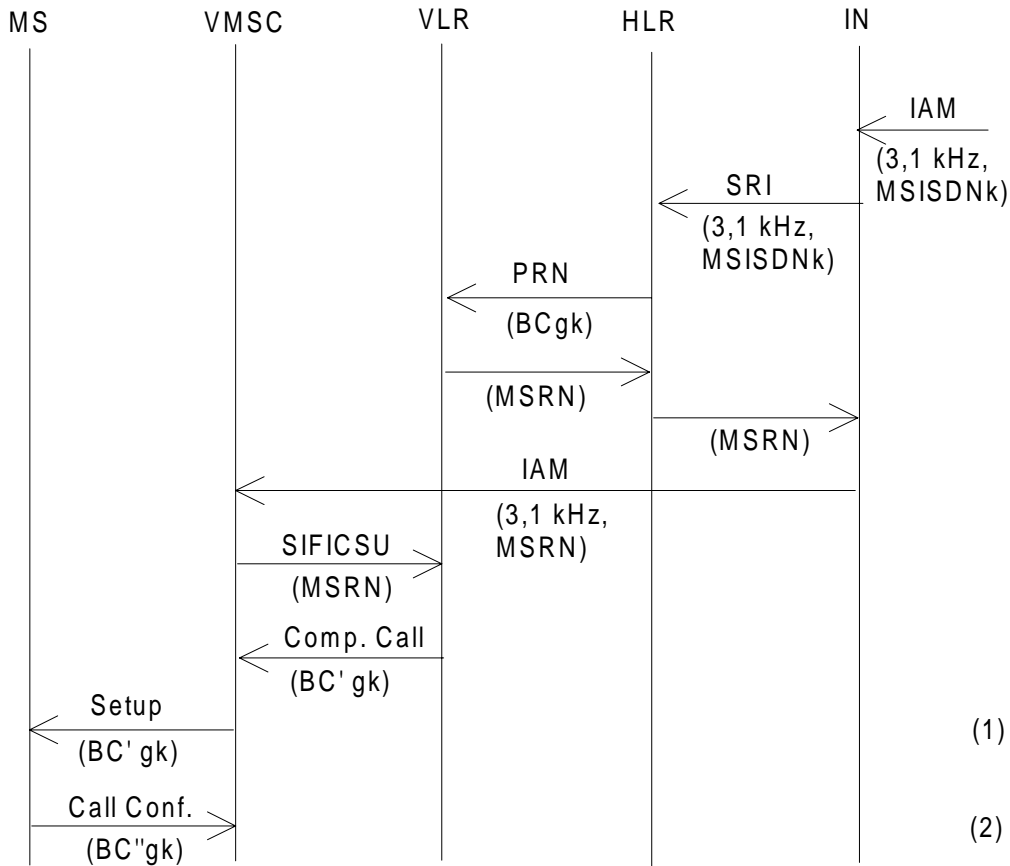 MS VMSC VLR HLR IN
IAM
(3,1 kHz,
MSISDNk)
SRI
(3,1 kHz,
MSISDNk)
PRN
(BCgk)
(MSRN)
(MSRN)
IAM
(3,1 kHz,
MSRN)
SIFICSU
(MSRN)
Comp. Call
(BC' gk)
Setup
(BC' gk)
(1)
Call Conf.
(BC"gk)
(2)